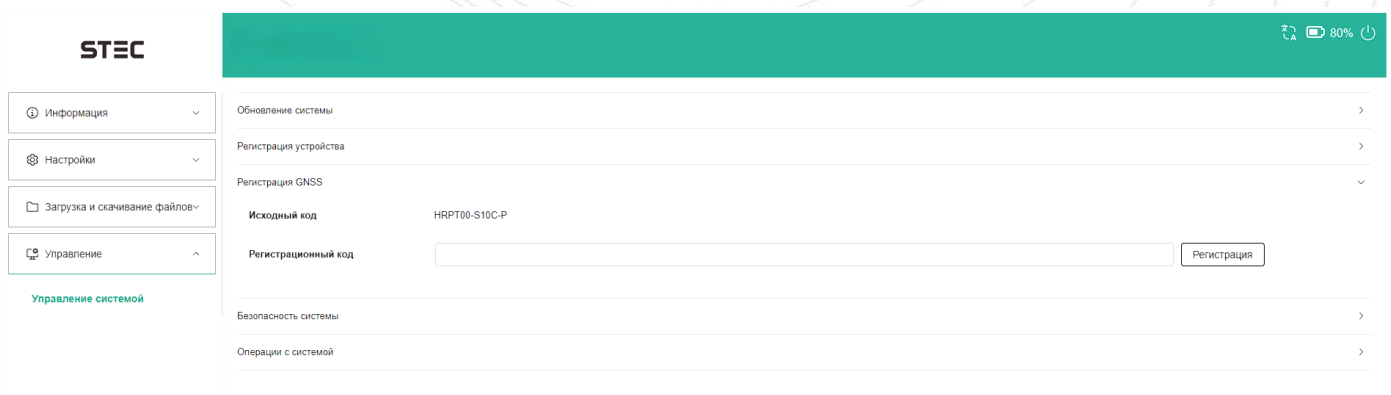 STEC
80%
Информация
Настройки
Загрузка и скачивание файлов
Управление
Управление системой
Обновление системы
Регистрация устройства
Регистрация GNSS
Исходный код HRPT00-S10C-P
Регистрационный код Регистрация
Безопасность системы
Операции с системой